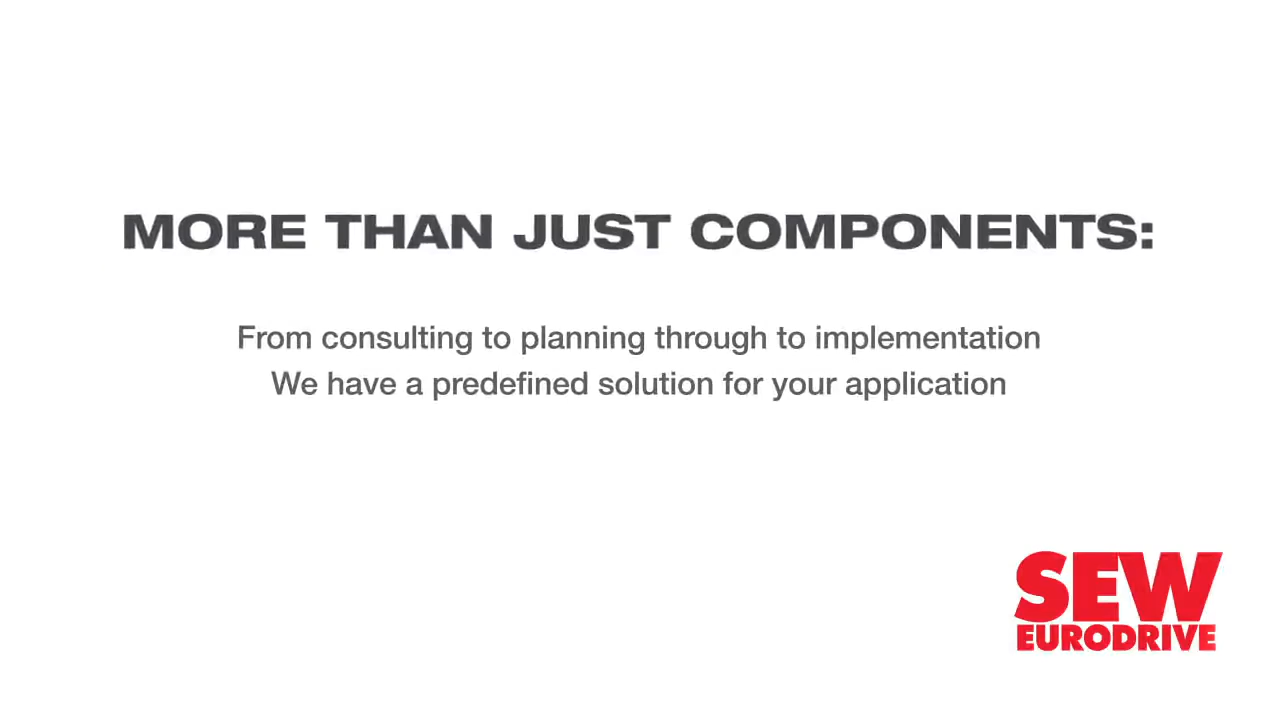 MORE THAN JUST COMPONENTS:
From consulting to planning through to implementation
We have a predefined solution for your application
SEW
EURODRIVE